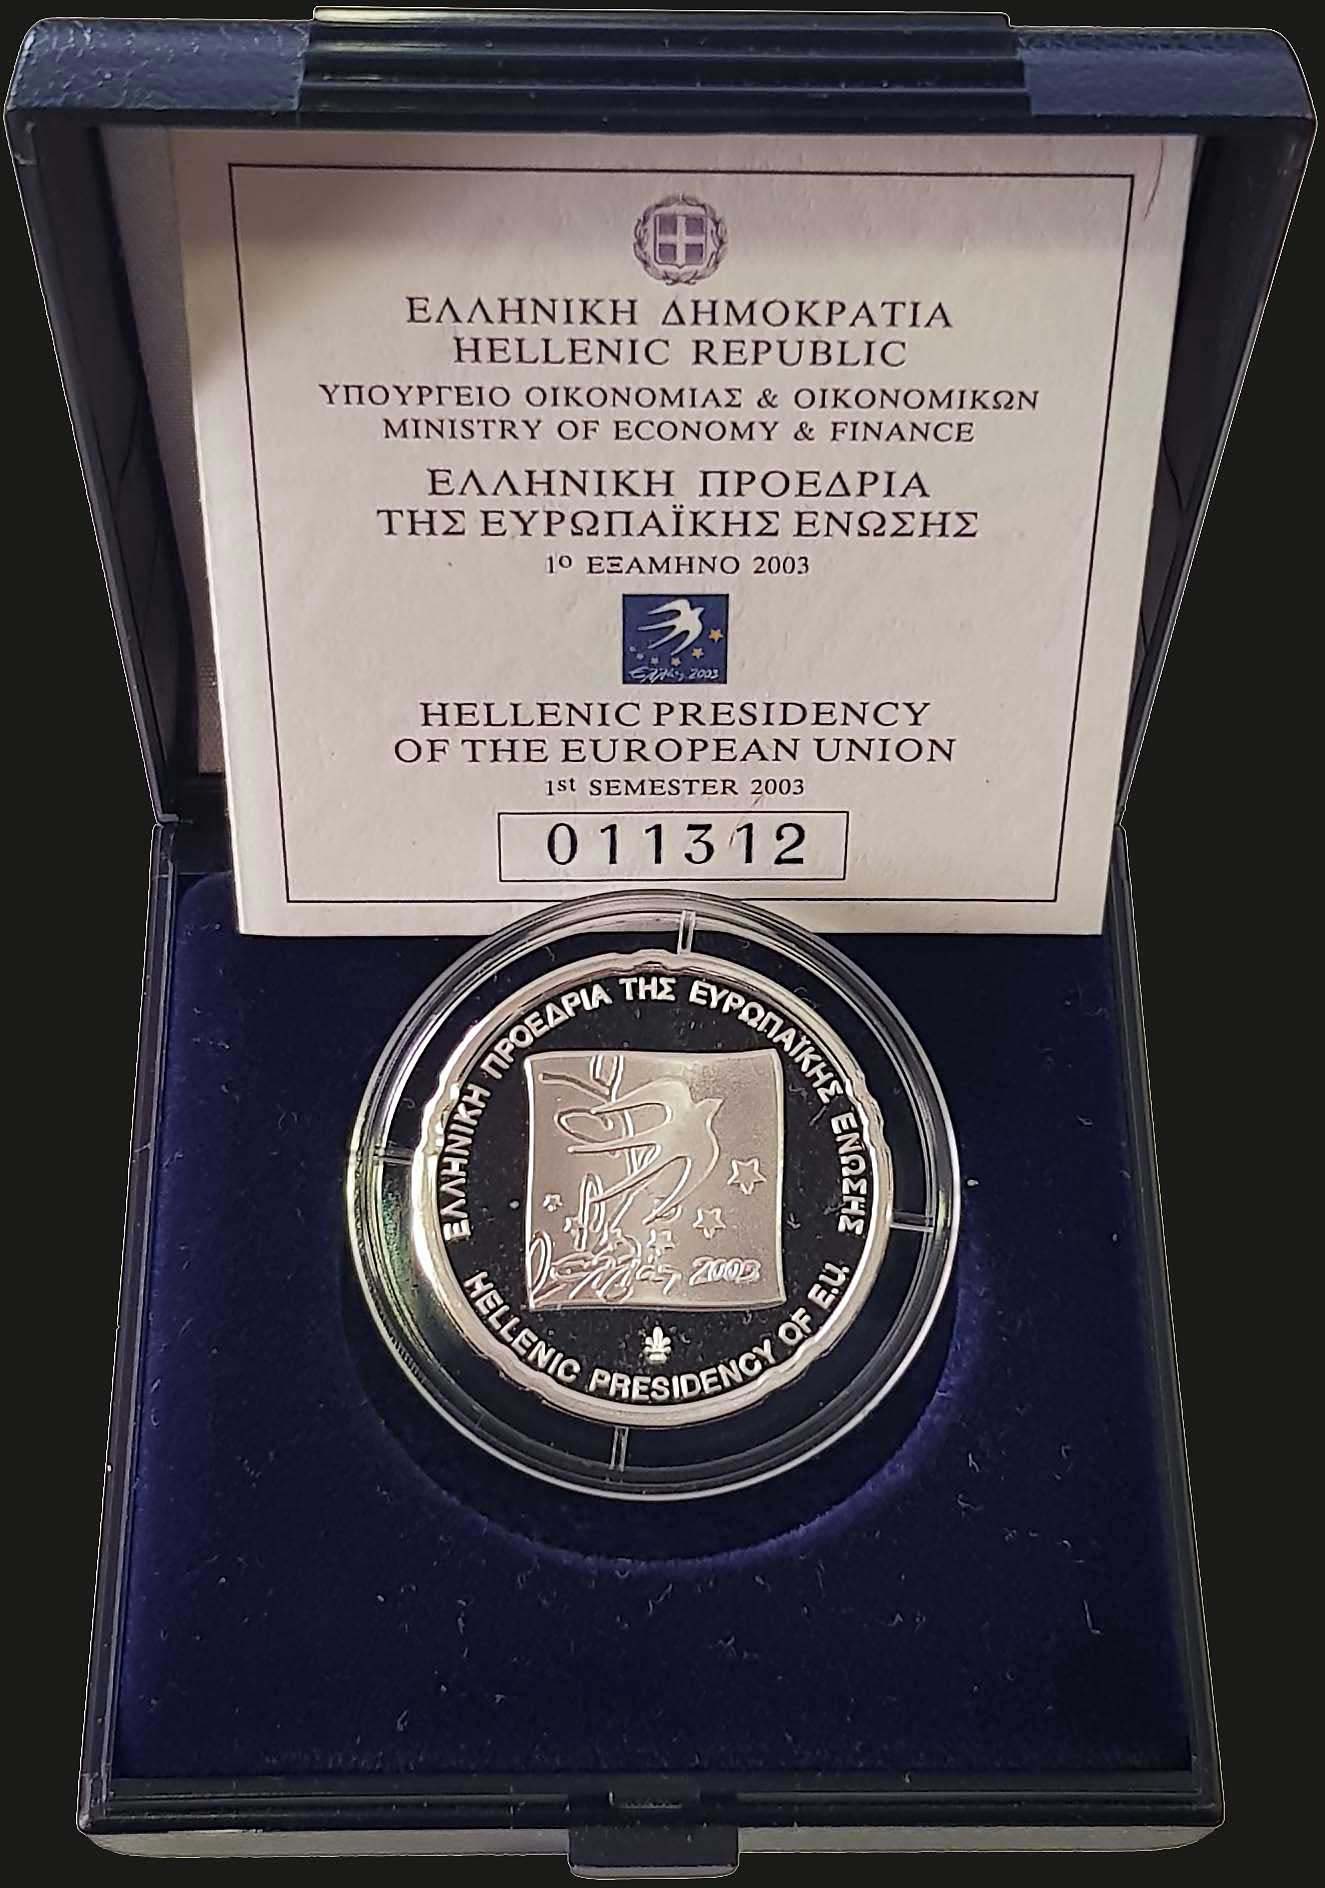 ΕΛΛΗΝΙΚΗ ΔΗΜΟΚΡΑΤΙΑ
HELLENIC REPUBLIC
ΥΠΟΥΡΓΕΙΟ ΟΙΚΟΝΟΜΙΑΣ & ΟΙΚΟΝΟΜΙΚΩΝ
MINISTRY OF ECONOMY & FINANCE
ΕΛΛΗΝΙΚΗ ΠΡΟΕΔΡΙΑ
ΤΗΣ ΕΥΡΩΠΑΪΚΗΣ ΕΝΩΣΗΣ
1ο ΕΞΑΜΗΝΟ 2003
Ελλάς 2003
HELLENIC PRESIDENCY
OF THE EUROPEAN UNION
1st SEMESTER 2003
011312
ΕΛΛΗΝΙΚΗ ΠΡΟΕΔΡΙΑ ΤΗΣ ΕΥΡΩΠΑΪΚΗΣ ΕΝΩΣΗΣ
Ελλάς 2003
HELLENIC PRESIDENCY OF E.U.